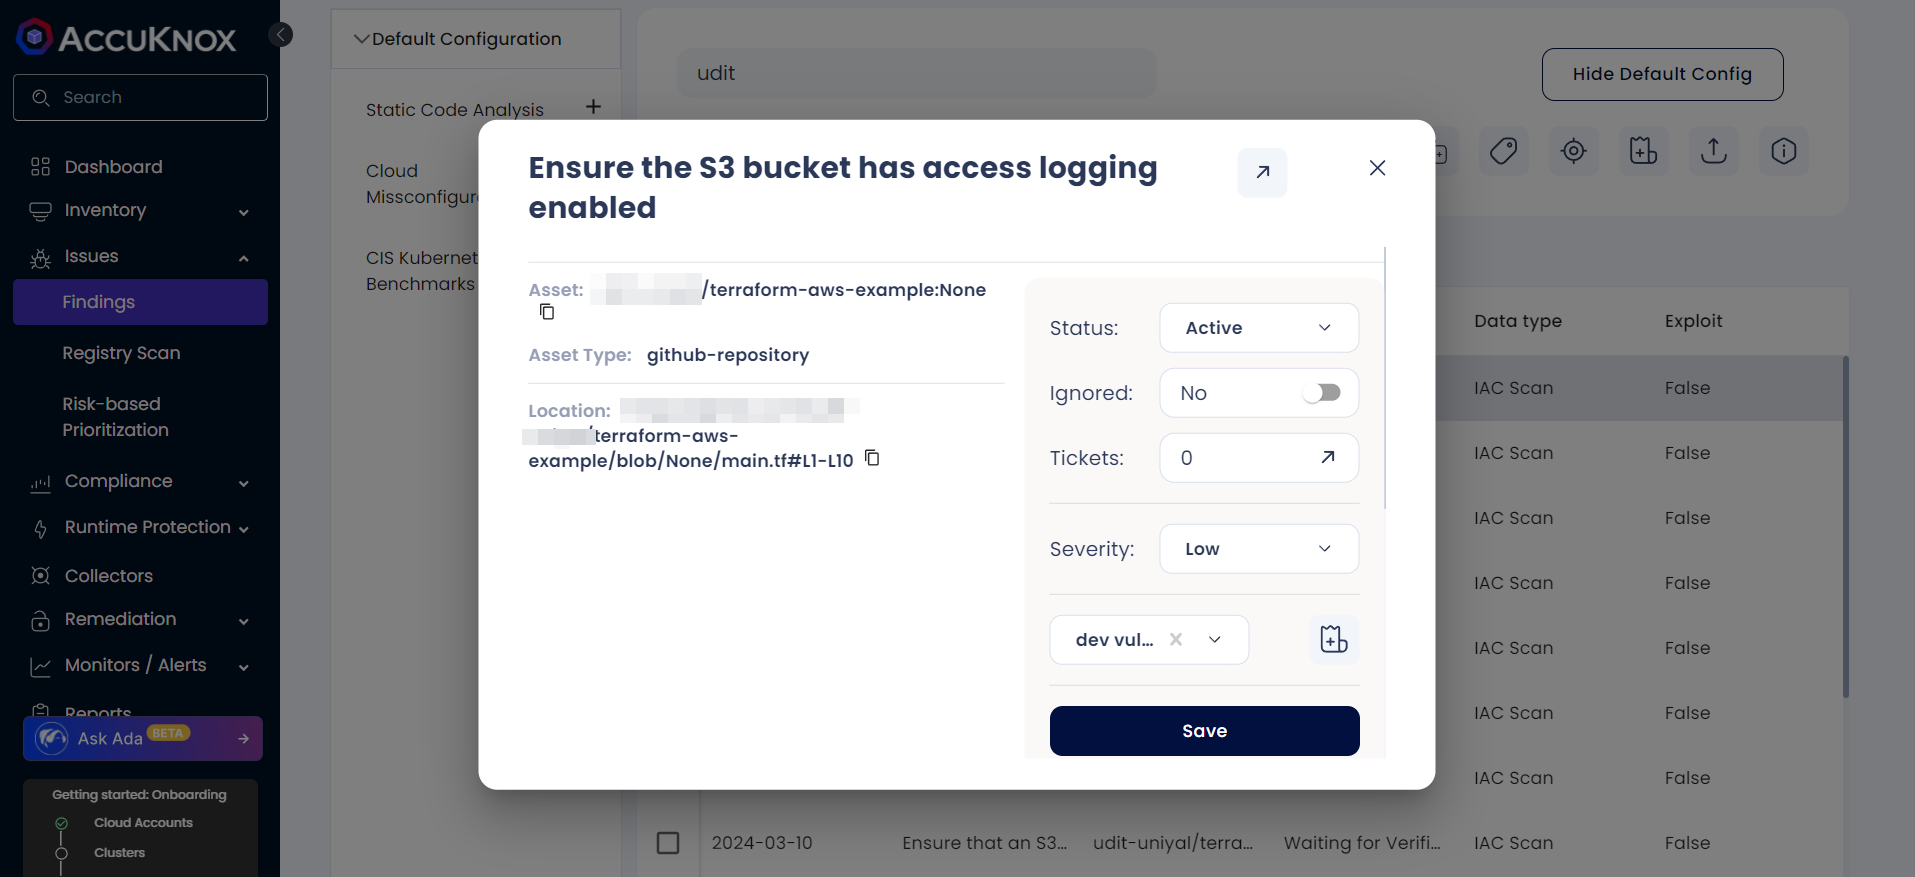 ACCUKNOX
Search
Dashboard
Inventory
Issues
Findings
Registry Scan
Risk-based
Prioritization
Compliance
Runtime Protection
Collectors
Remediation
Monitors / Alerts
Reports
Ask Ada BETA
Getting started: Onboarding
Cloud Accounts
Clusters
Default Configuration
Static Code Analysis
Cloud
Missconfigur
CIS Kubernet
Benchmarks
udit
Hide Default Config
Ensure the S3 bucket has access logging
enabled
Asset: /terraform-aws-example:None
Asset Type: github-repository
Location:
/terraform-aws-
example/blob/None/main.tf#L1-L10
Status: Active
Ignored: No
Tickets: 0
Severity: Low
dev vul...
Save
Data type Exploit
IAC Scan False
IAC Scan False
IAC Scan False
IAC Scan False
IAC Scan False
IAC Scan False
IAC Scan False
2024-03-10 Ensure that an S3... udit-uniyal/terra... Waiting for Verifi... IAC Scan False